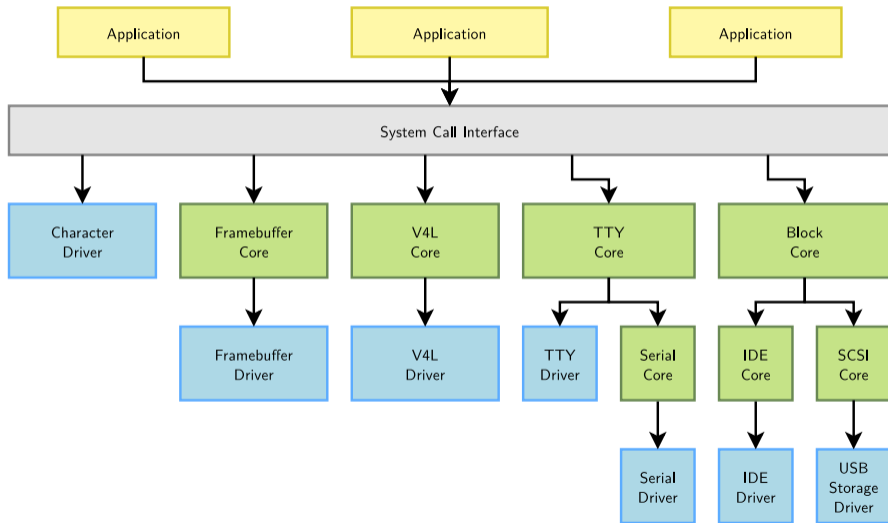 Application
Application
Application
System Call Interface
Character
Driver
Framebuffer
Core
V4L
Core
TTY
Core
Block
Core
Framebuffer
Driver
V4L
Driver
TTY
Driver
Serial
Core
IDE
Core
SCSI
Core
Serial
Driver
IDE
Driver
USB
Storage
Driver